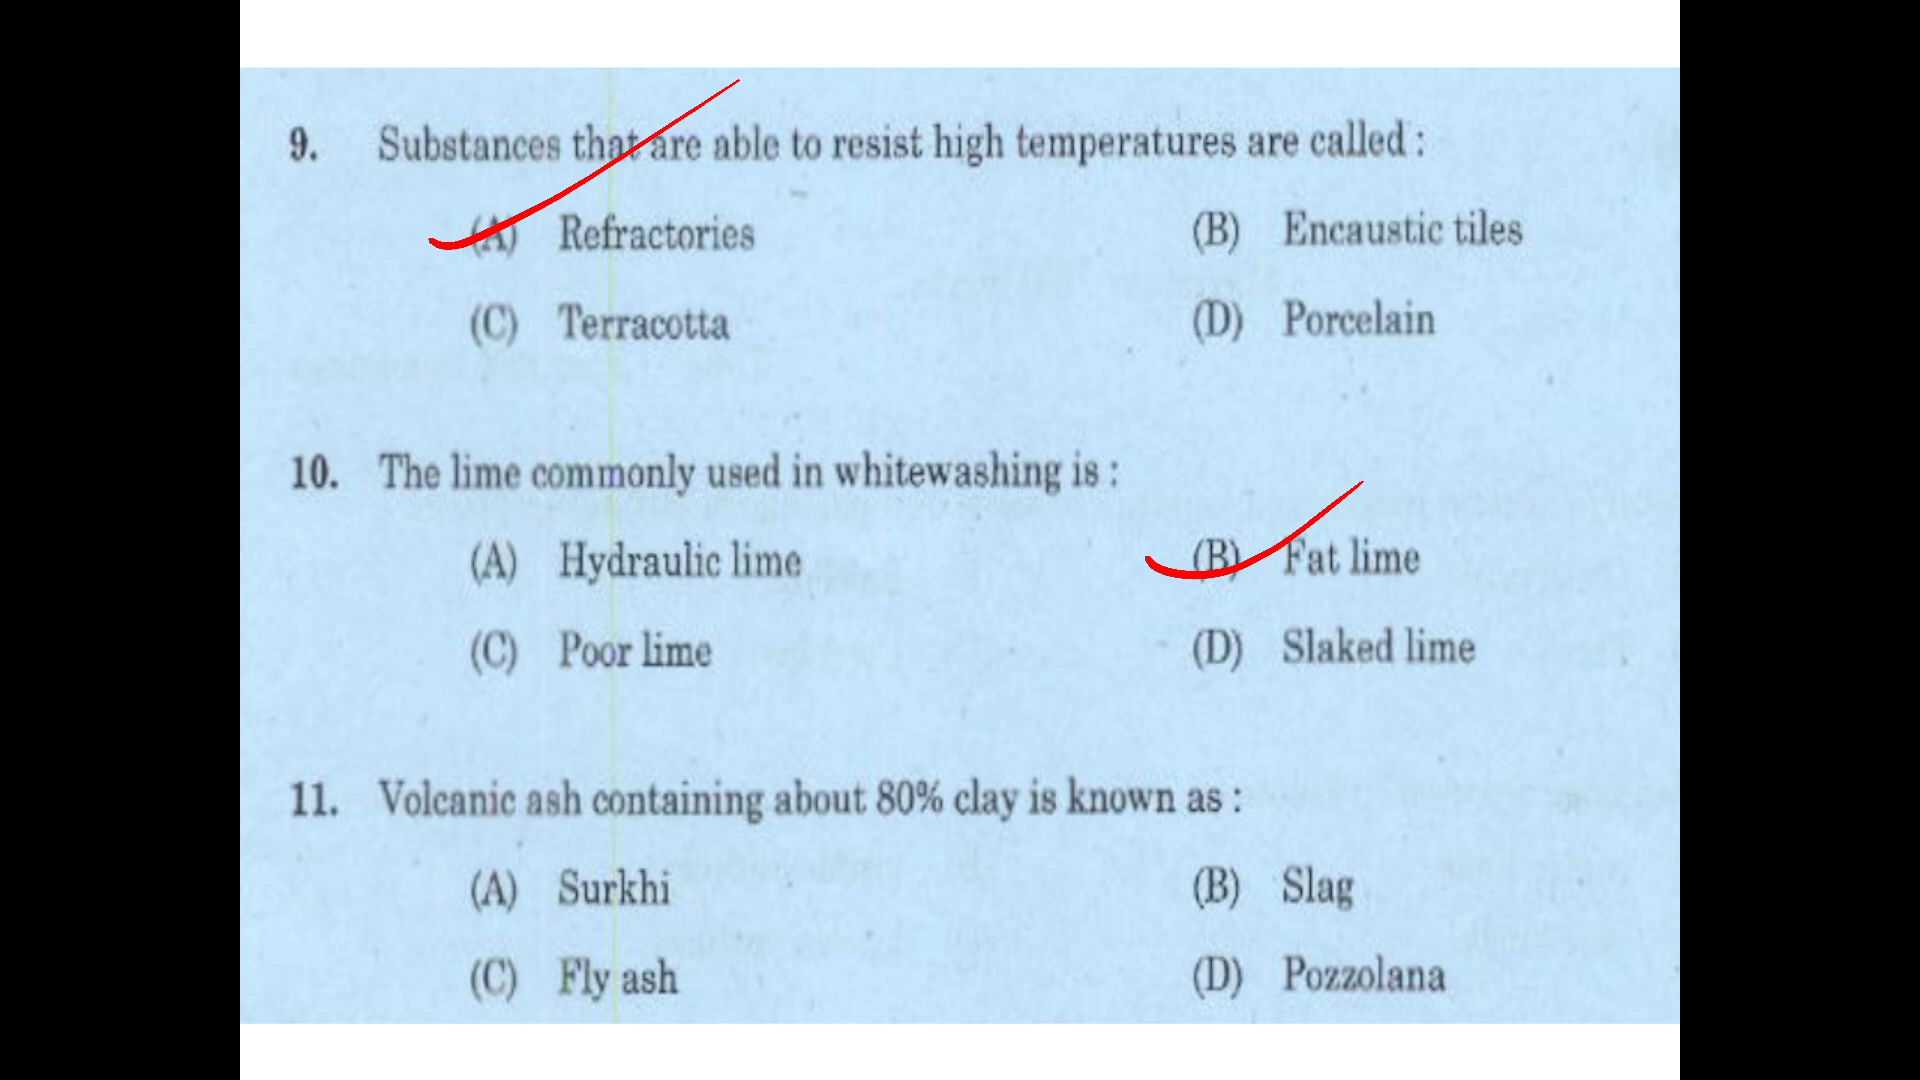 9. Substances that are able to resist high temperatures are called :
(A) Refractories (B) Encaustic tiles
(C) Terracotta (D) Porcelain
10. The lime commonly used in whitewashing is :
(A) Hydraulic lime (B) Fat lime
(C) Poor lime (D) Slaked lime
11. Volcanic ash containing about 80% clay is known as :
(A) Surkhi (B) Slag
(C) Fly ash (D) Pozzolana